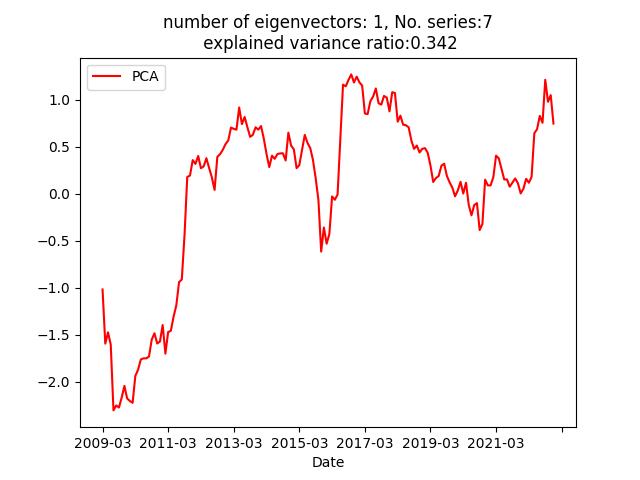 number of eigenvectors: 1, No. series:7
explained variance ratio:0.342
PCA
1.0
0.5
0.0
−0.5
−1.0
−1.5
−2.0
2009-03 2011-03 2013-03 2015-03 2017-03 2019-03 2021-03
Date